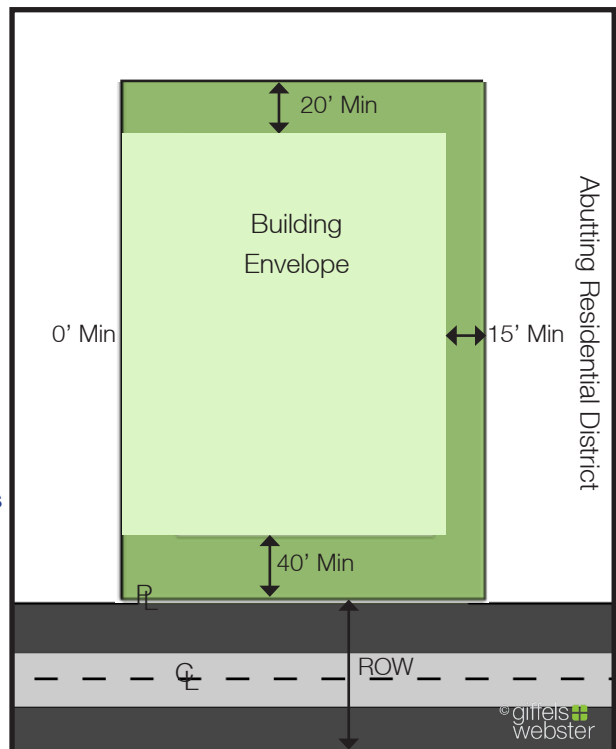 20’ Min
Building
Envelope
Abutting Residential District
0’ Min
15’ Min
s
40’ Min
PL
CL
ROW
© giffels
webster